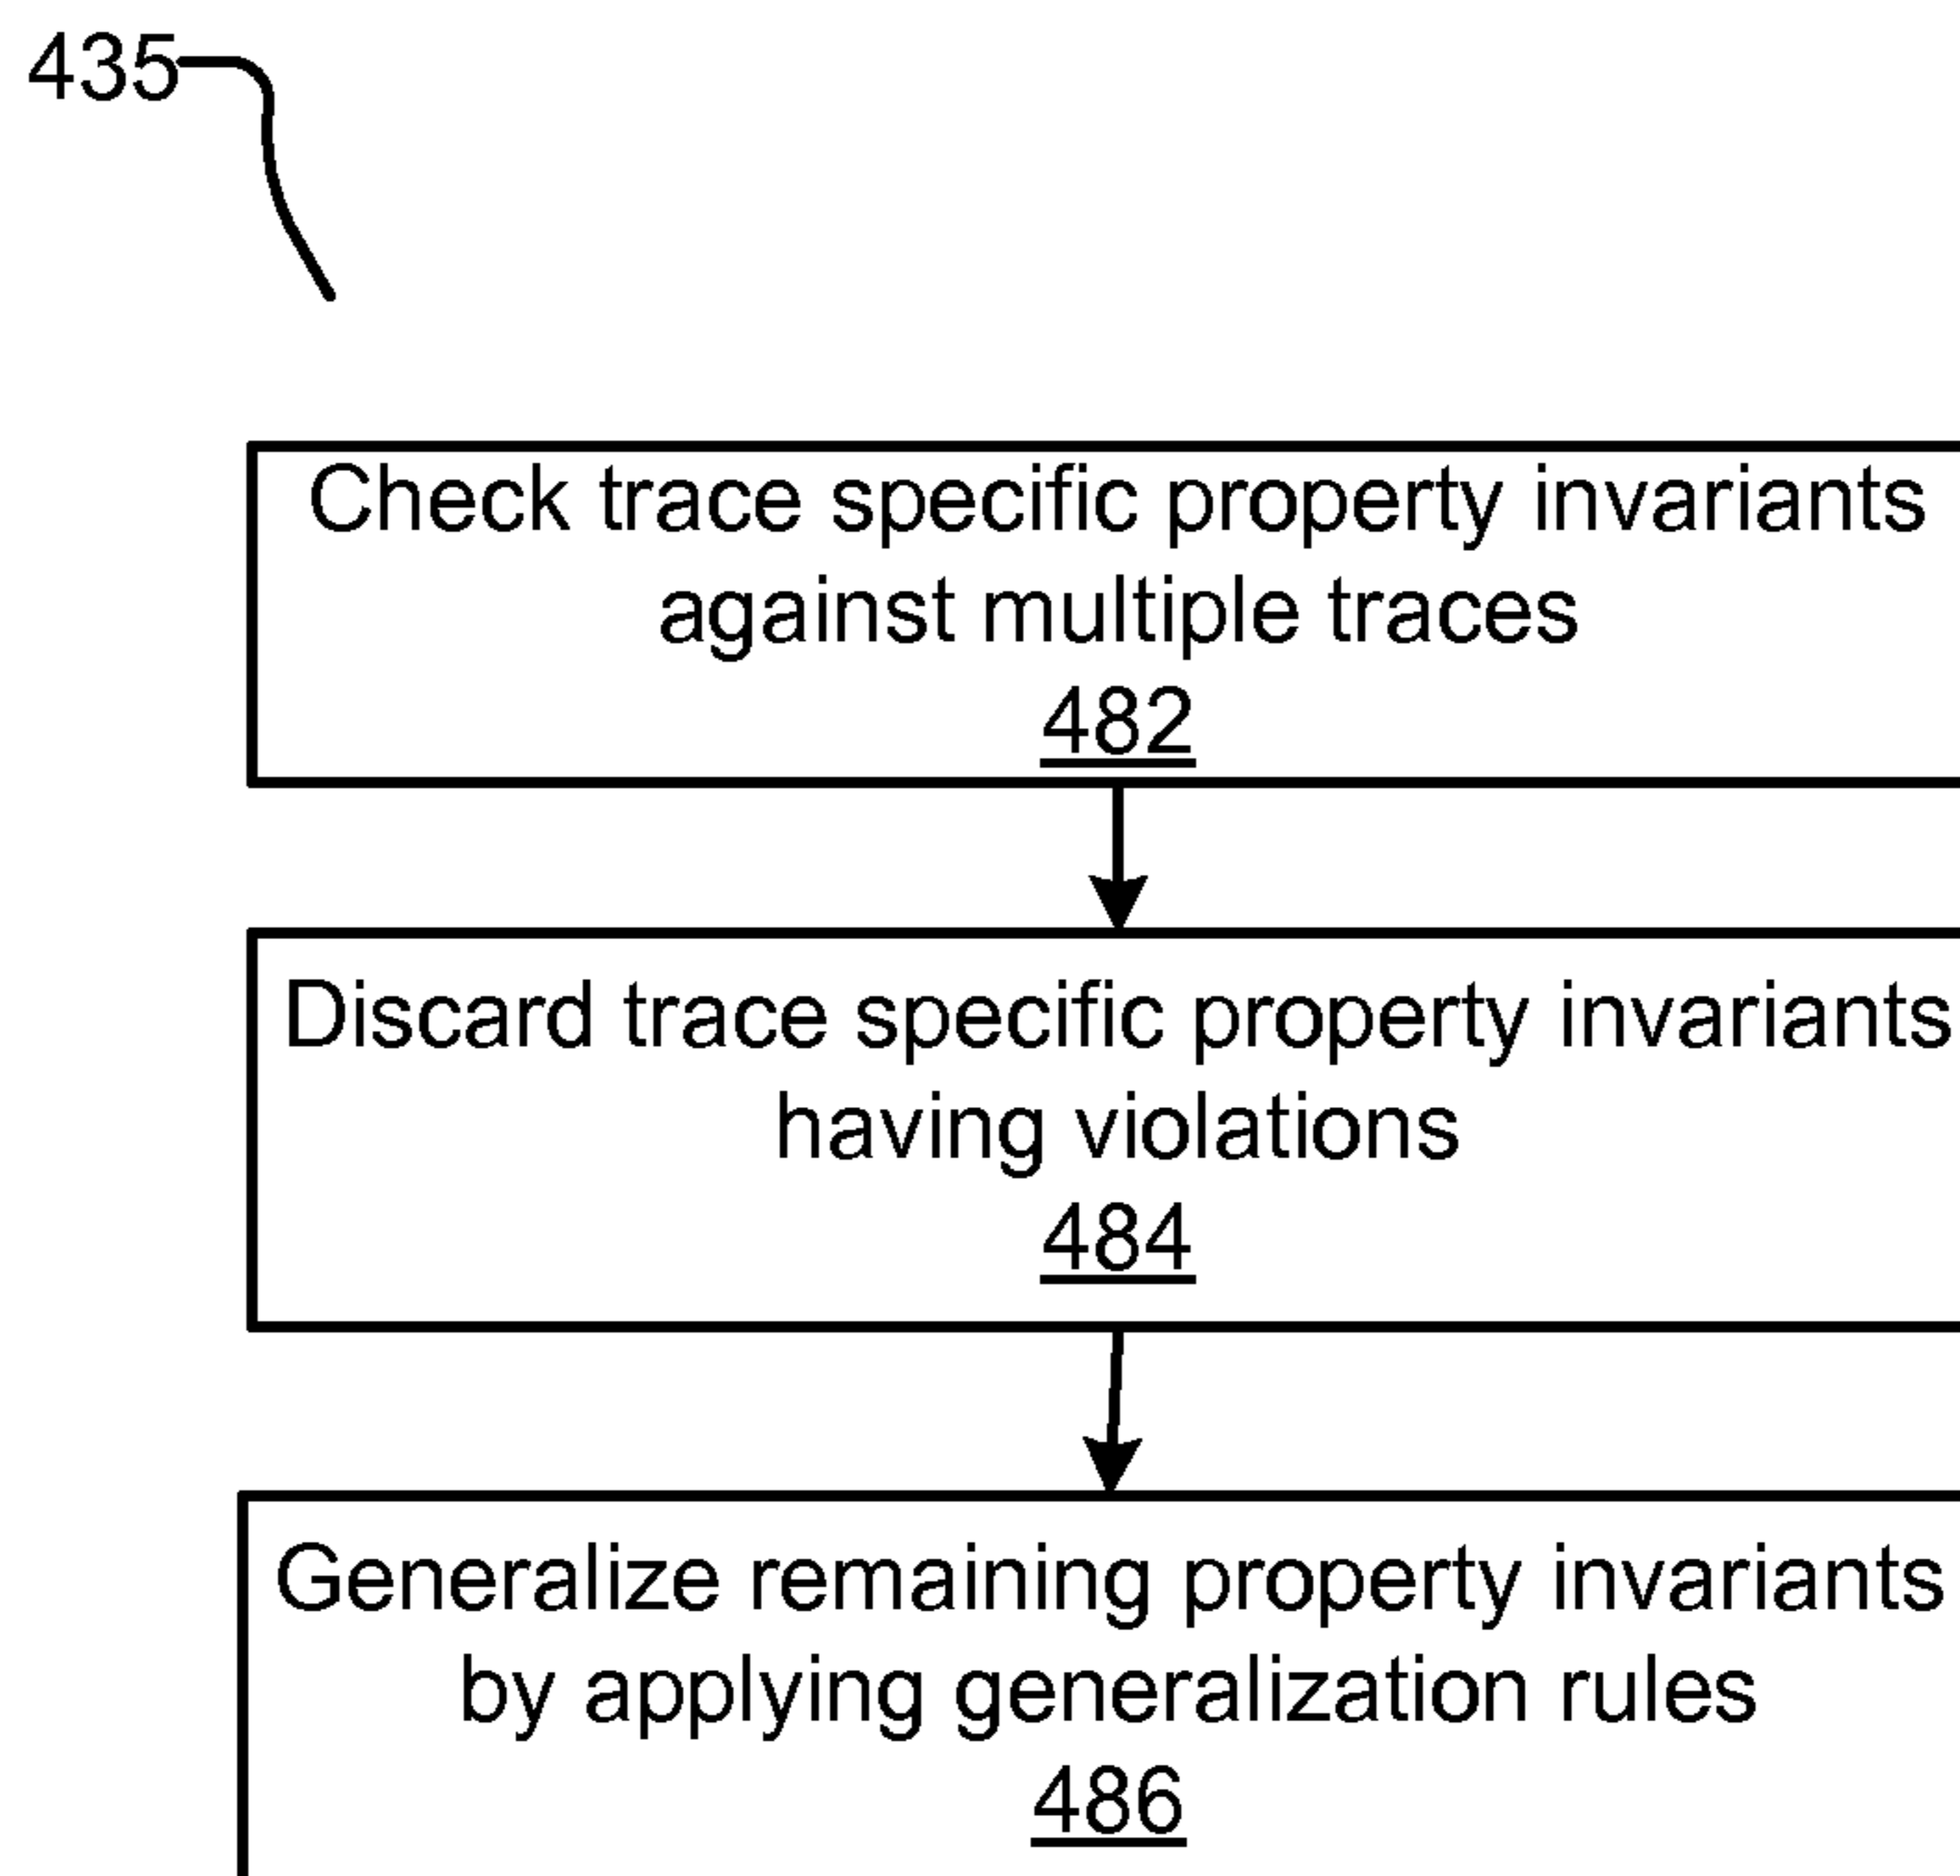 435
Check trace specific property invariants
against multiple traces
482
Discard trace specific property invariants
having violations
484
Generalize remaining property invariants
by applying generalization rules
486